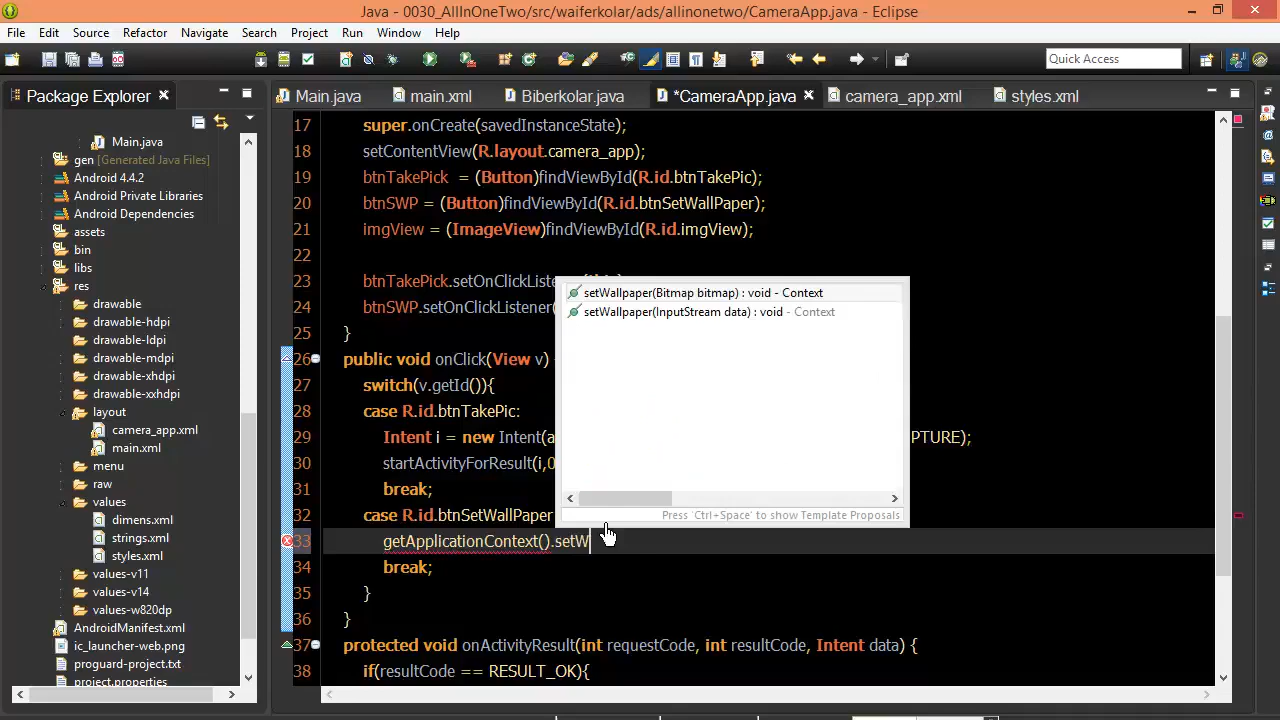 Java - 0030_AllInOneTwo/src/waiferkolar/ads/allinonetwo/CameraApp.java - Eclipse
File Edit Source Refactor Navigate Search Project Run Window Help
Quick Access
Package Explorer
Main.java
main.xml
Biberkolar.java
*CameraApp.java
camera_app.xml
styles.xml
Main.java
gen [Generated Java Files]
Android 4.4.2
Android Private Libraries
Android Dependencies
assets
bin
libs
res
drawable
drawable-hdpi
drawable-ldpi
drawable-mdpi
drawable-xhdpi
drawable-xxhdpi
layout
camera_app.xml
main.xml
menu
raw
values
dimens.xml
strings.xml
styles.xml
values-v11
values-v14
values-w820dp
AndroidManifest.xml
ic_launcher-web.png
proguard-project.txt
project.properties
17 super.onCreate(savedInstanceState);
18 setContentView(R.layout.camera_app);
19 btnTakePick = (Button)findViewById(R.id.btnTakePic);
20 btnSWP = (Button)findViewById(R.id.btnSetWallPaper);
21 imgView = (ImageView)findViewById(R.id.imgView);
22
23 btnTakePick.setOnClickListe
24 btnSWP.setOnClickListener(
25 }
26 public void onClick(View v)
27 switch(v.getId()){
28 case R.id.btnTakePic:
29 Intent i = new Intent(a PTURE);
30 startActivityForResult(i,0
31 break;
32 case R.id.btnSetWallPaper
33 getApplicationContext().setW
34 break;
35 }
36 }
37 protected void onActivityResult(int requestCode, int resultCode, Intent data) {
38 if(resultCode == RESULT_OK){
setWallpaper(Bitmap bitmap) : void - Context
setWallpaper(InputStream data) : void - Context
Press 'Ctrl+Space' to show Template Proposals